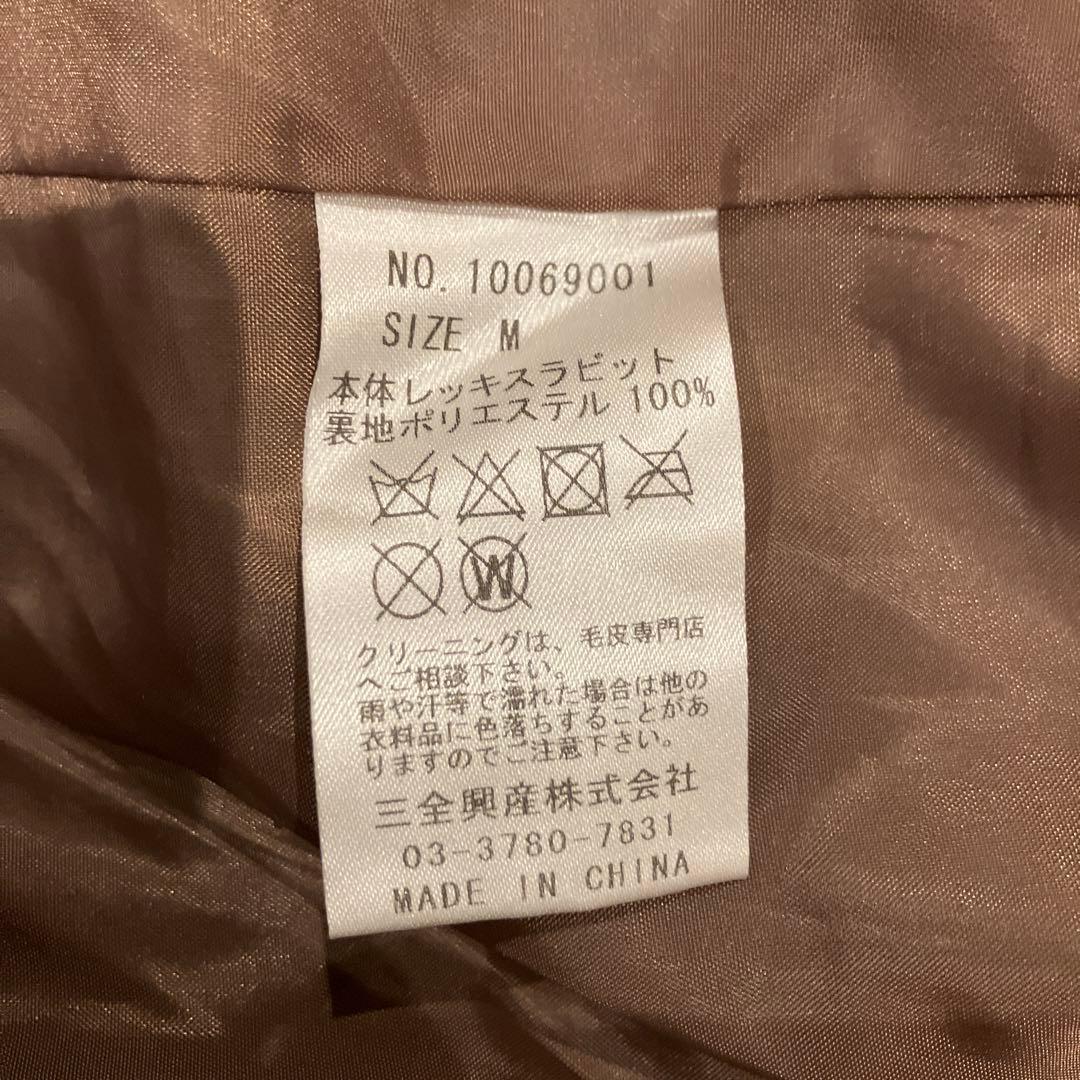 NO. 10069001
SIZE M
本体レッキスラビット
裏地ポリエステル 100%
W
クリーニングは、毛皮専門店
へご相談下さい。
雨や汗等で濡れた場合は他の
衣料品に色落ちすることがあ
りますのでご注意下さい。
三全興産株式会社
03-3780-7831
MADE IN CHINA